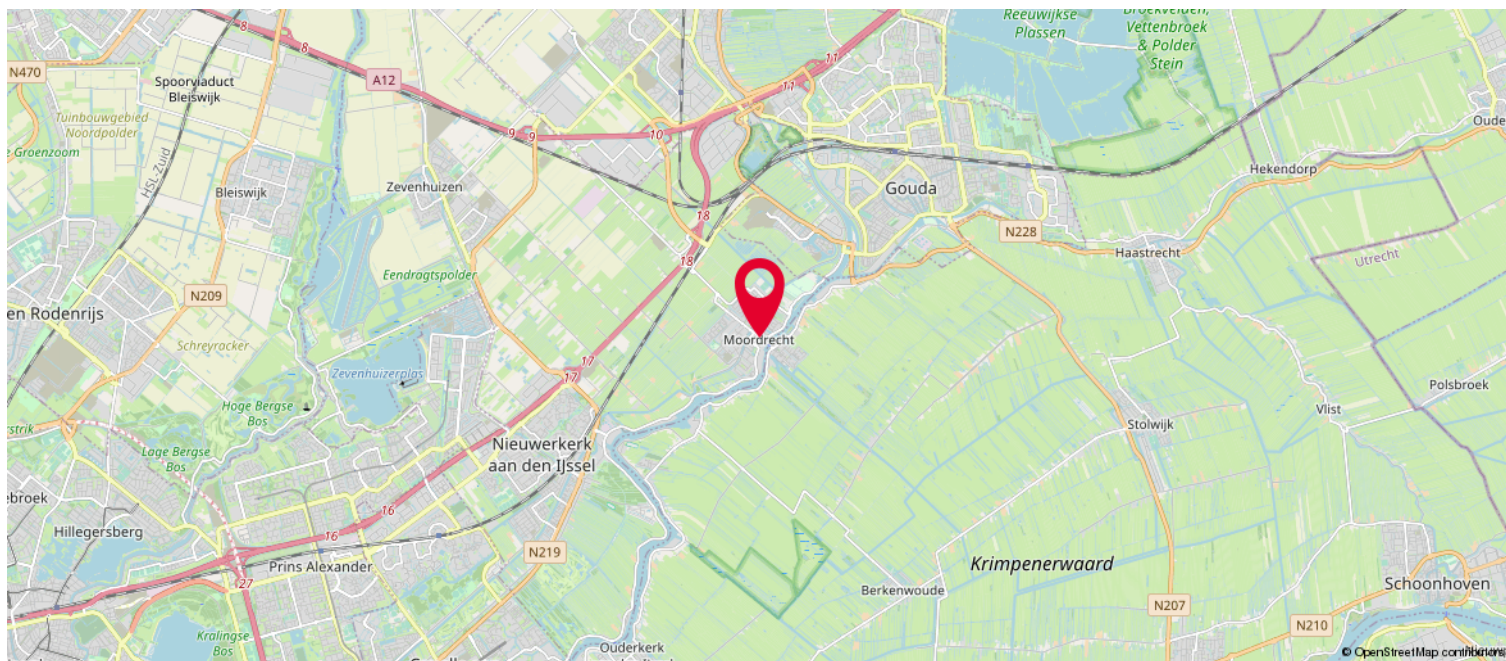 8
8
11
Reeuwijkse
Plassen
Broekvelden,
Vettenbroek
& Polder
Stein
N470
Spoorviaduct
Bleiswijk
A12
11
Tuinbouwgebied
Noordpolder
9
9
10
Oude
e Groenzoom
HSL-Zuid
Bleiswijk
Zevenhuizen
Gouda
Hekendorp
18
N228
Haastrecht
Utrecht
18
Eendragtspolder
N209
en Rodenrijs
Schreyracker
Moordrecht
17
17
Zevenhuizerplas
Polsbroek
Hoge Bergse
Bos
Vlist
rstrik
Lage Bergse
Bos
Stolwijk
Nieuwerkerk
aan den IJssel
ebroek
16
16
Hillegersberg
Prins Alexander
N219
27
Krimpenerwaard
Berkenwoude
Schoonhoven
N207
N210
Kralingse
Bos
Ouderkerk
© OpenStreetMap contributors